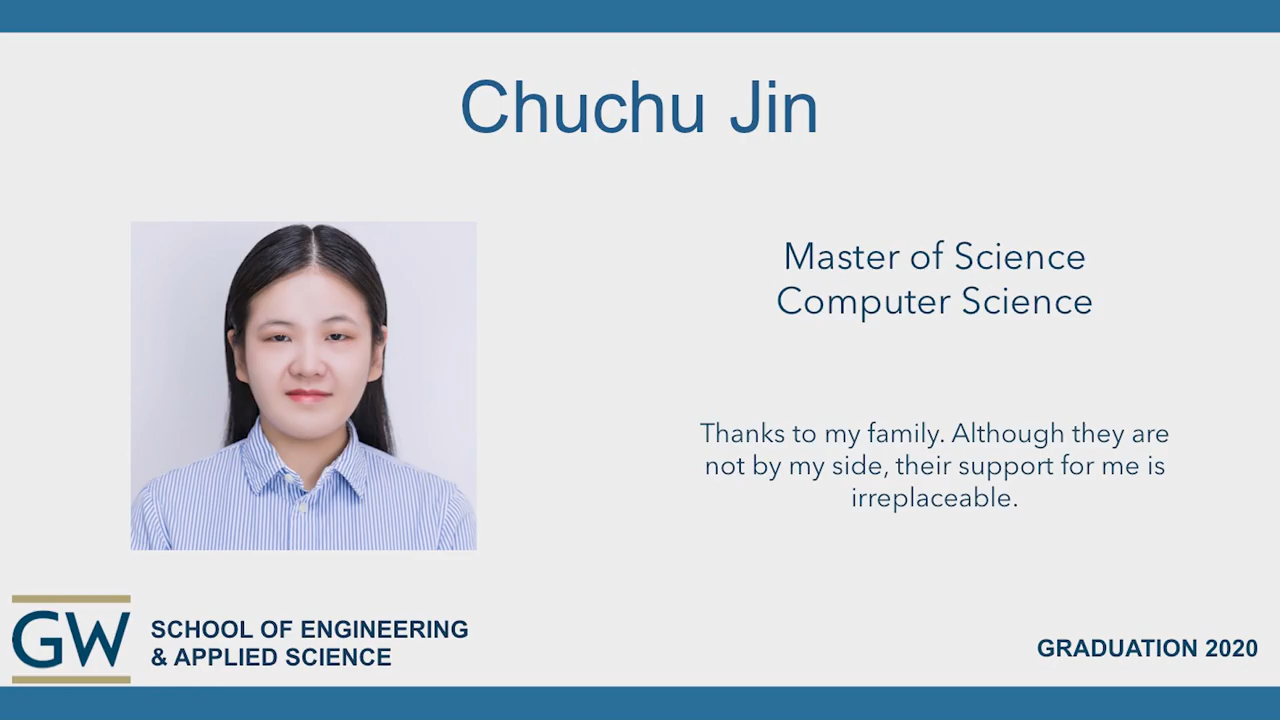 Chuchu Jin
Master of Science
Computer Science
Thanks to my family. Although they are
not by my side, their support for me is
irreplaceable.
GW
SCHOOL OF ENGINEERING
& APPLIED SCIENCE
GRADUATION 2020